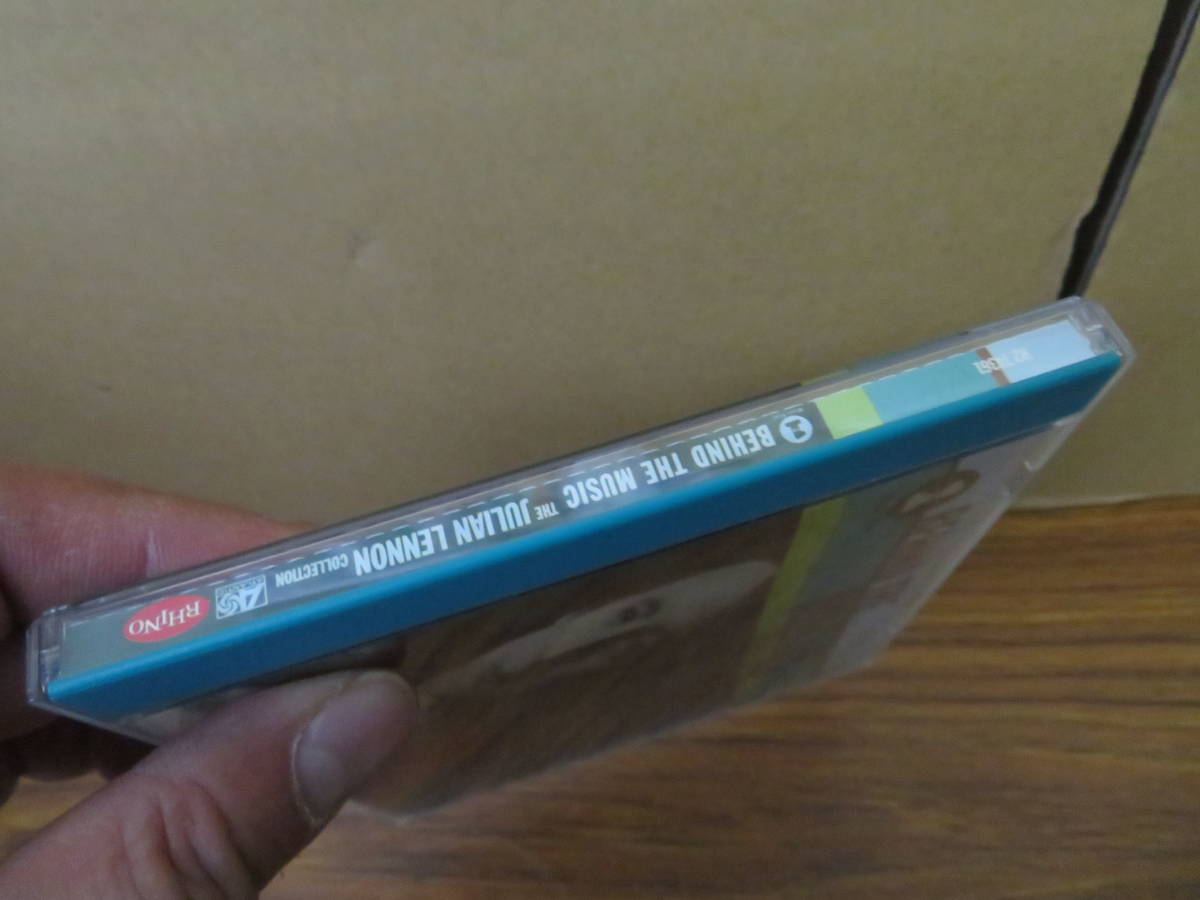 BEHIND THE MUSIC THE JULIAN LENNON COLLECTION
RHINO